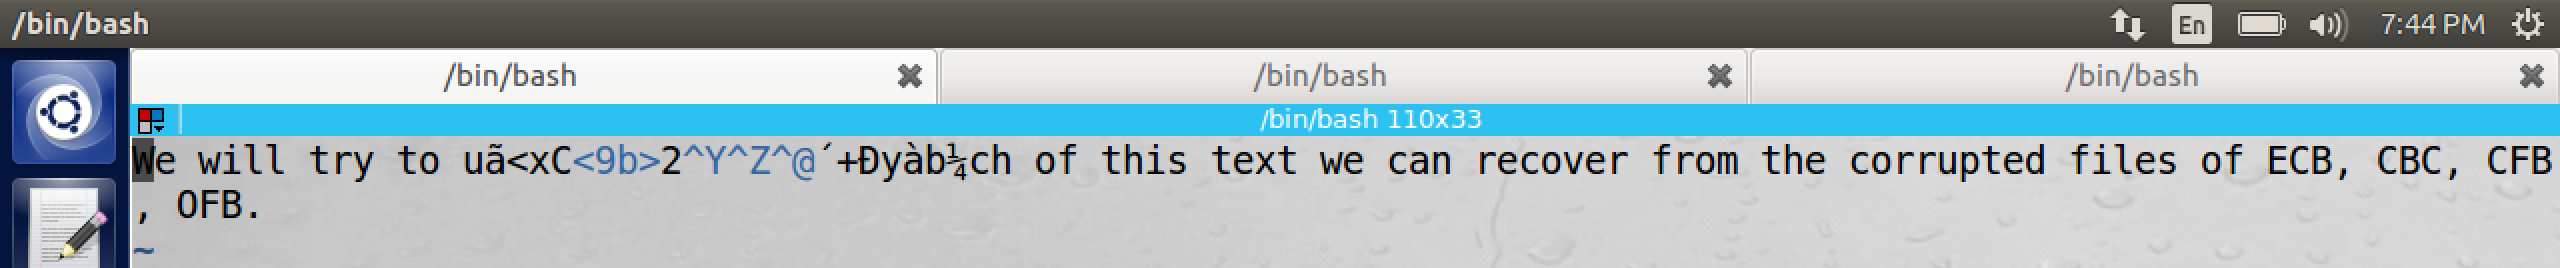 /bin/bash En 7:44 PM
/bin/bash /bin/bash /bin/bash
/bin/bash 110x33
We will try to uã<xC<9b>2^Y^Z^@´+Ðyàb¼ch of this text we can recover from the corrupted files of ECB, CBC, CFB
, OFB.
~